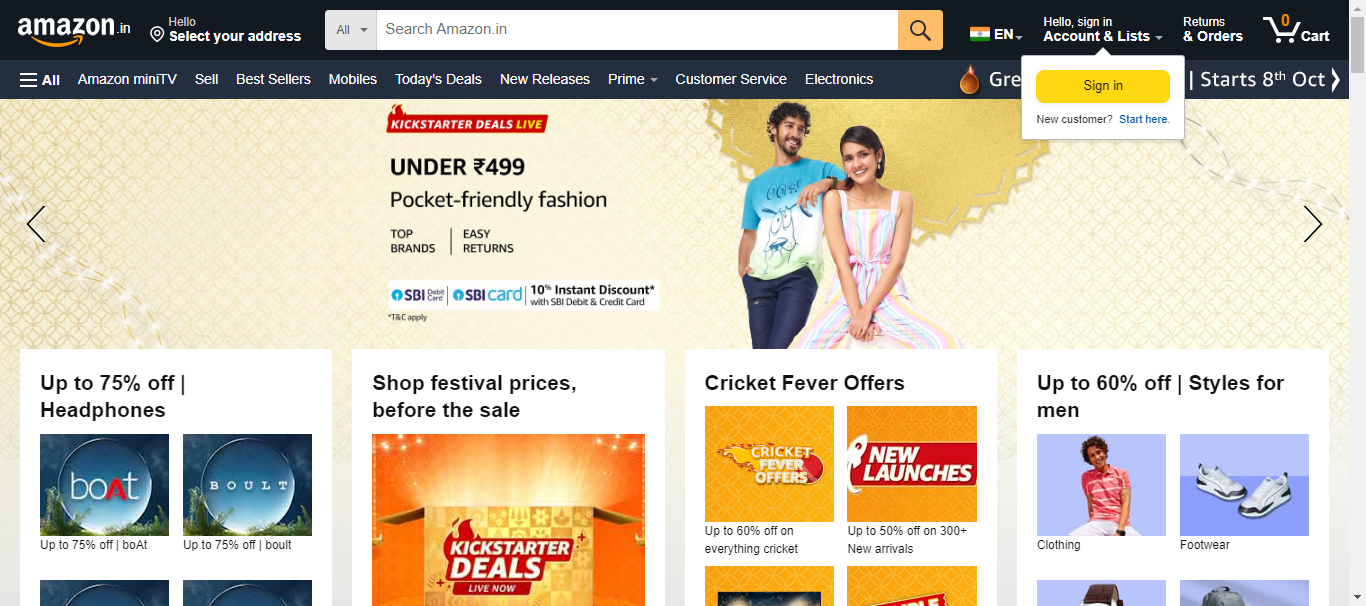 amazon.in
Hello
Select your address
All
Search Amazon.in
EN
Hello, sign in
Account & Lists
Returns
& Orders
0
Cart
All
Amazon miniTV
Sell
Best Sellers
Mobiles
Today's Deals
New Releases
Prime
Customer Service
Electronics
Gre
| Starts 8th Oct
Sign in
New customer? Start here.
KICKSTARTER DEALS LIVE
UNDER ₹499
Pocket-friendly fashion
TOP
BRANDS
EASY
RETURNS
SBI Debit Card
SBI card
10% Instant Discount*
with SBI Debit & Credit Card
*T&C apply
Up to 75% off |
Headphones
boAt
BOULT
Up to 75% off | boAt
Up to 75% off | boult
Shop festival prices,
before the sale
KICKSTARTER
DEALS
LIVE NOW
Cricket Fever Offers
CRICKET
FEVER
OFFERS
NEW
LAUNCHES
Up to 60% off on
everything cricket
Up to 50% off on 300+
New arrivals
Up to 60% off | Styles for
men
Clothing
Footwear